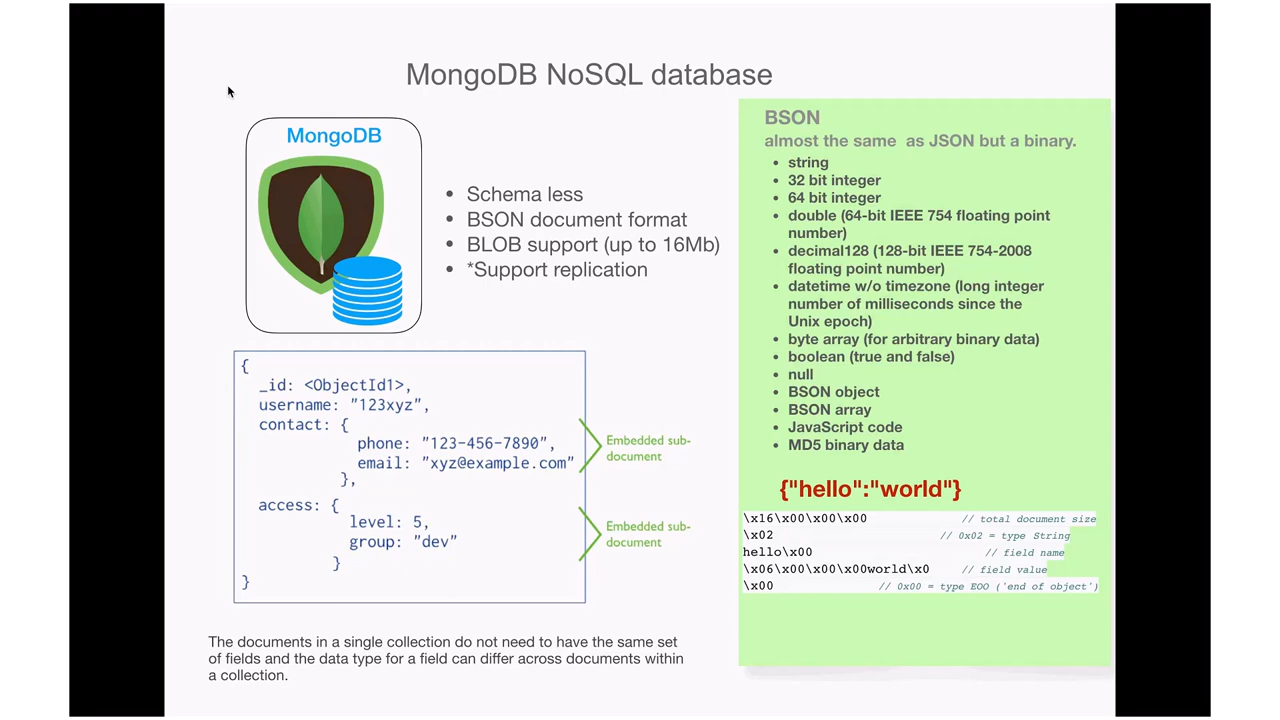 MongoDB NoSQL database
MongoDB
• Schema less
• BSON document format
• BLOB support (up to 16Mb)
• *Support replication
{
_id: <ObjectId1>,
username: "123xyz",
contact: {
phone: "123-456-7890",
email: "xyz@example.com"
},
access: {
level: 5,
group: "dev"
}
}
Embedded sub-
document
Embedded sub-
document
The documents in a single collection do not need to have the same set
of fields and the data type for a field can differ across documents within
a collection.
BSON
almost the same as JSON but a binary.
• string
• 32 bit integer
• 64 bit integer
• double (64-bit IEEE 754 floating point
number)
• decimal128 (128-bit IEEE 754-2008
floating point number)
• datetime w/o timezone (long integer
number of milliseconds since the
Unix epoch)
• byte array (for arbitrary binary data)
• boolean (true and false)
• null
• BSON object
• BSON array
• JavaScript code
• MD5 binary data
{"hello":"world"}
\x16\x00\x00\x00 // total document size
\x02 // 0x02 = type String
hello\x00 // field name
\x06\x00\x00\x00world\x0 // field value
\x00 // 0x00 = type EOO ('end of object')